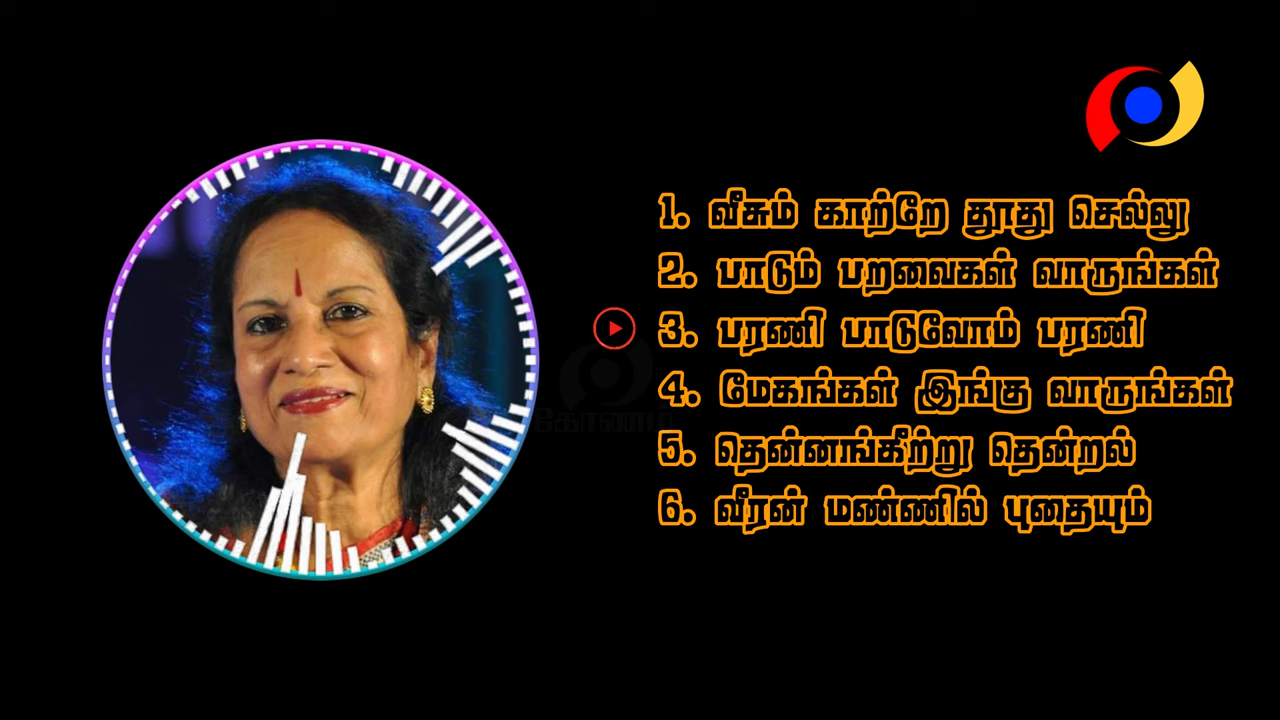 1. வீசும் காற்றே தூது செல்லு
2. பாடும் பறவைகள் வாருங்கள்
3. பரணி பாடுவோம் பரணி
4. மேகங்கள் இங்கு வாருங்கள்
கோணம்
5. தென்னங்கீற்று தென்றல்
6. வீரன் மண்ணில் புதையும்